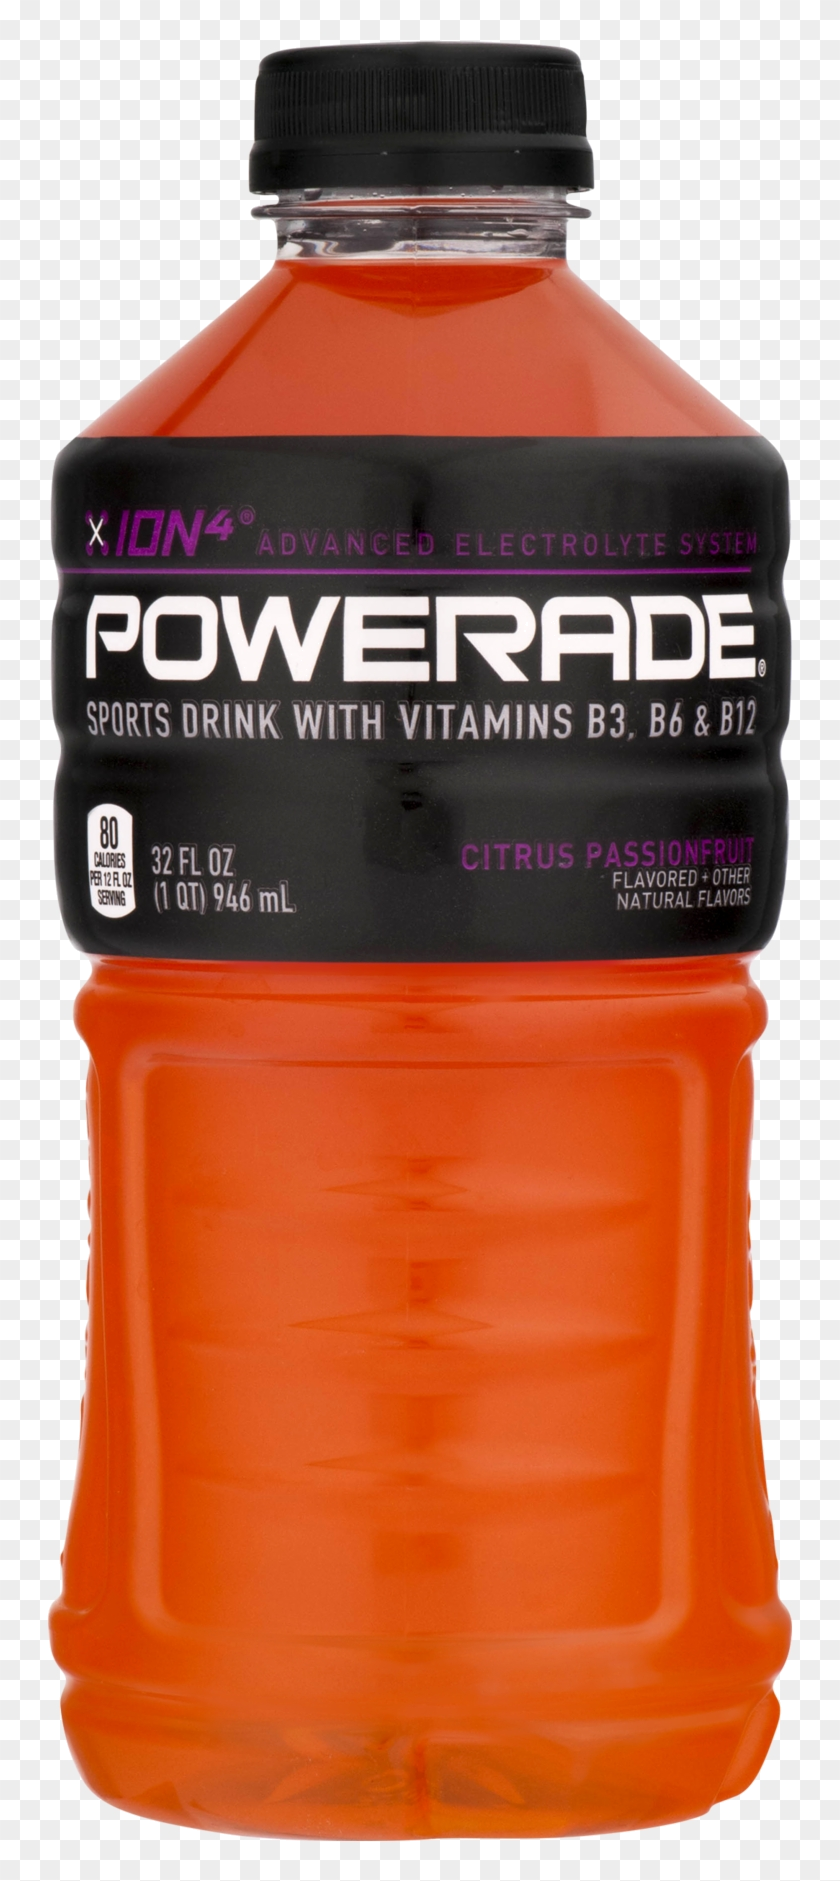 ION4® ADVANCED ELECTROLYTE SYSTEM
POWERADE®
SPORTS DRINK WITH VITAMINS B3, B6 & B12
80
CALORIES
PER 12 FL OZ
SERVING
32 FL OZ
(1 QT) 946 mL
CITRUS PASSIONFRUIT
FLAVORED + OTHER
NATURAL FLAVORS